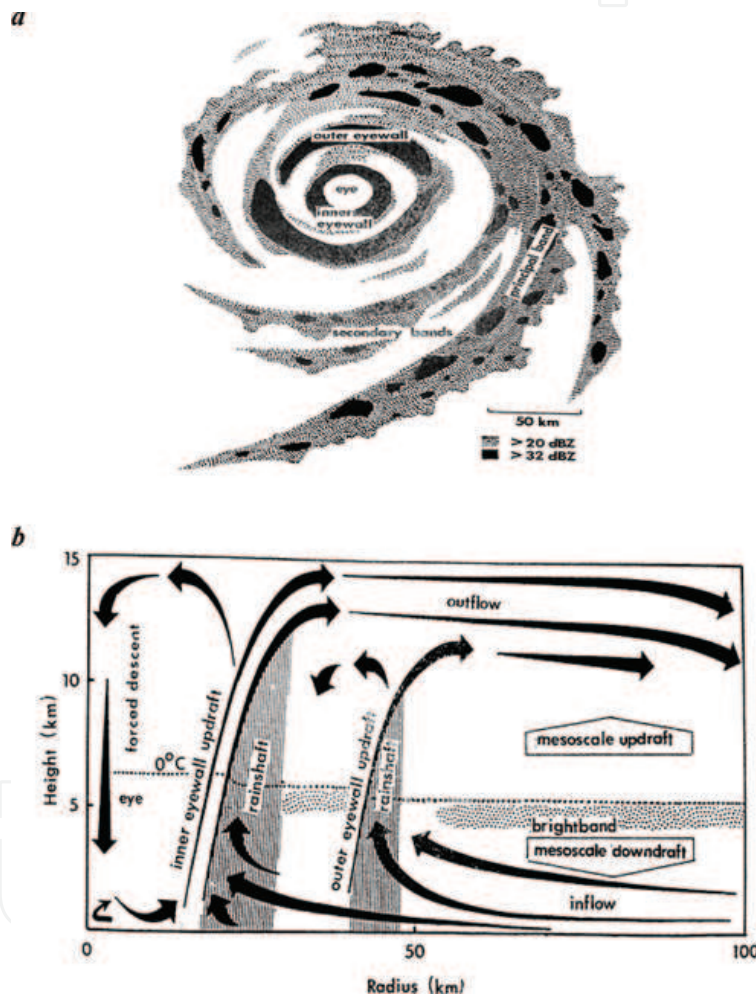 a
outer eyewall
eye
inner
eyewall
principal band
secondary bands
50 km
> 20 dBZ
> 32 dBZ
b
15
10
5
0
50
100
Height (km)
Radius (km)
forced descent
0°C
eye
inner eyewall updraft
rainshaft
outer eyewall updraft
rainshaft
outflow
mesoscale updraft
brightband
mesoscale downdraft
inflow